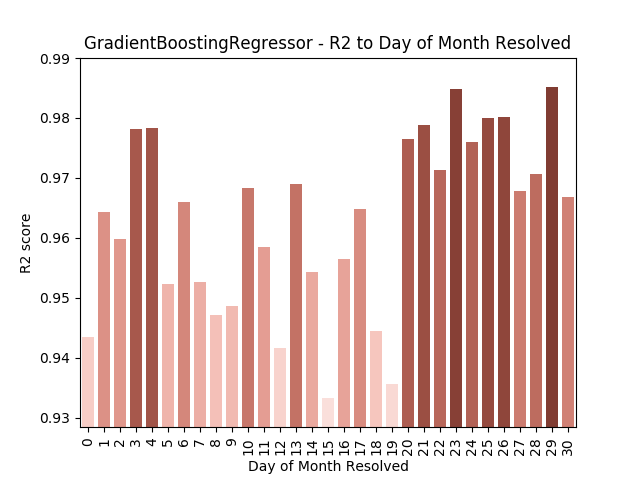 GradientBoostingRegressor - R2 to Day of Month Resolved
0.99
0.98
0.97
0.96
0.95
0.94
0.93
R2 score
0 1 2 3 4 5 6 7 8 9 10 11 12 13 14 15 16 17 18 19 20 21 22 23 24 25 26 27 28 29 30
Day of Month Resolved